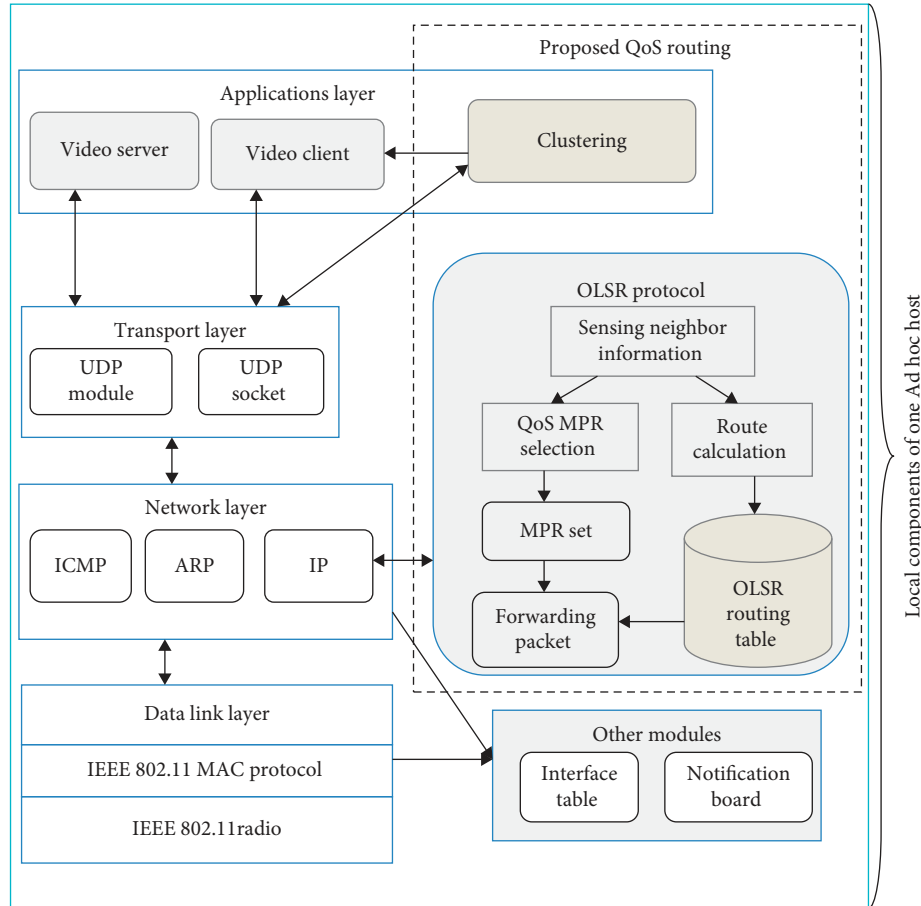 Proposed QoS routing
Applications layer
Video server
Video client
Clustering
Transport layer
UDP
module
UDP
socket
OLSR protocol
Sensing neighbor
information
QoS MPR
selection
Route
calculation
MPR set
Forwarding
packet
OLSR
routing
table
Network layer
ICMP
ARP
IP
Data link layer
IEEE 802.11 MAC protocol
IEEE 802.11radio
Other modules
Interface
table
Notification
board
Local components of one Ad hoc host